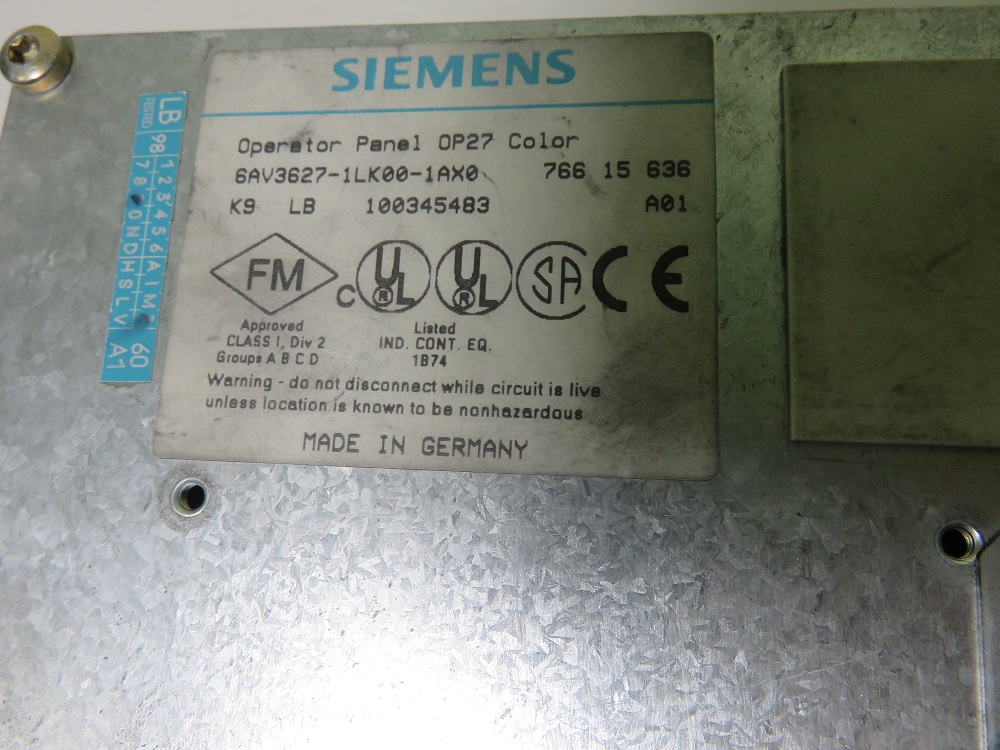 SIEMENS
Operator Panel OP27 Color
6AV3627-1LK00-1AX0 766 15 636
K9 LB 100345483 A01
FM
C UL ® UL ® SA CE
Approved
CLASS I, Div 2
Groups A B C D
Listed
IND. CONT. EQ.
1B74
Warning - do not disconnect while circuit is live
unless location is known to be nonhazardous
MADE IN GERMANY
LB TESTED
98 1 2 3 4 5 6 A I M 60
7 8 O N D H S L V A1